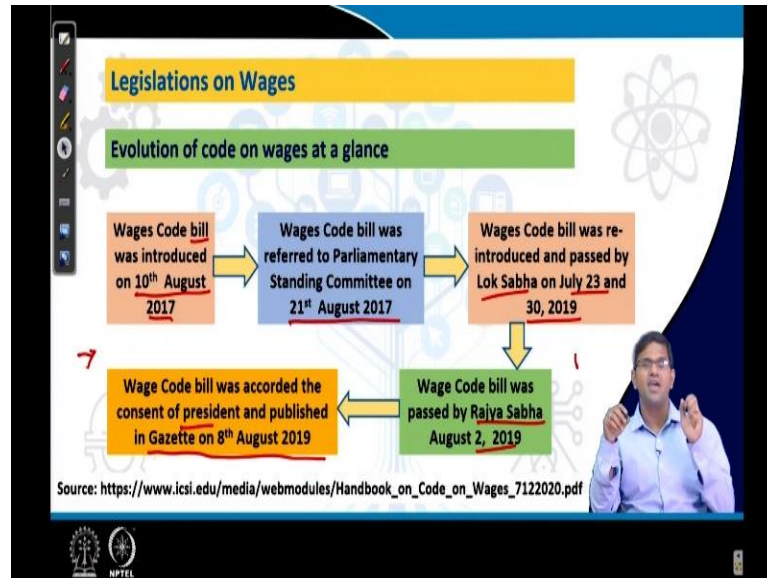 Legislations on Wages
Evolution of code on wages at a glance
Wages Code bill
was introduced
on 10th August
2017
Wages Code bill was
referred to Parliamentary
Standing Committee on
21st August 2017
Wages Code bill was re-
introduced and passed by
Lok Sabha on July 23 and
30, 2019
Wage Code bill was
passed by Rajya Sabha
August 2, 2019
Wage Code bill was accorded the
consent of president and published
in Gazette on 8th August 2019
Source: https://www.icsi.edu/media/webmodules/Handbook_on_Code_on_Wages_7122020.pdf
NPTEL